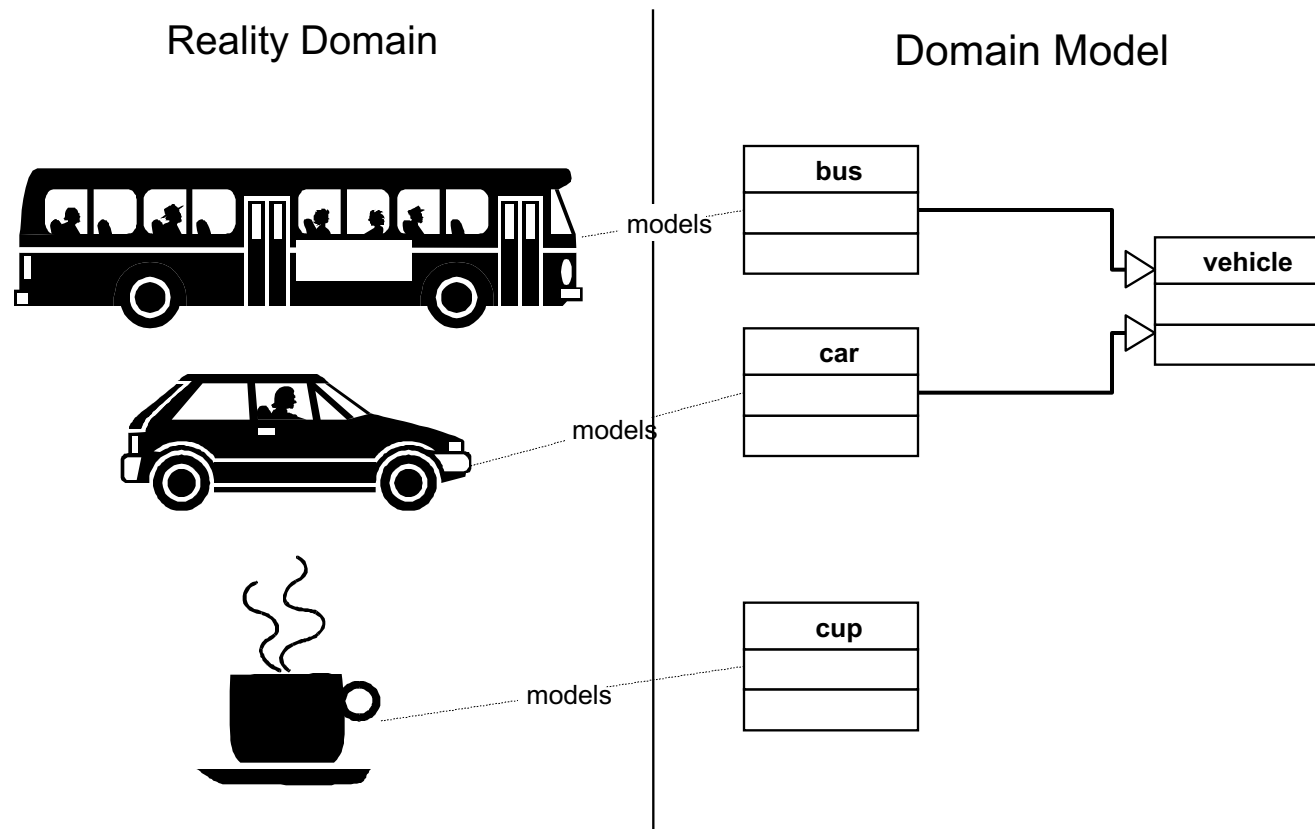 Reality Domain
Domain Model
bus
models
vehicle
car
models
cup
models